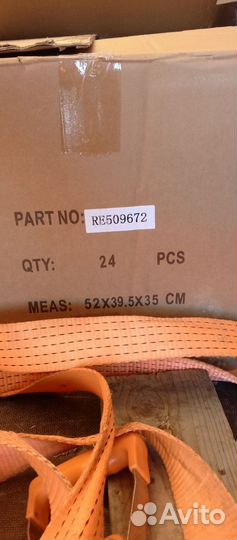 PART NO: RE509672
QTY: 24 PCS
MEAS: 52X39.5X35 CM
Avito